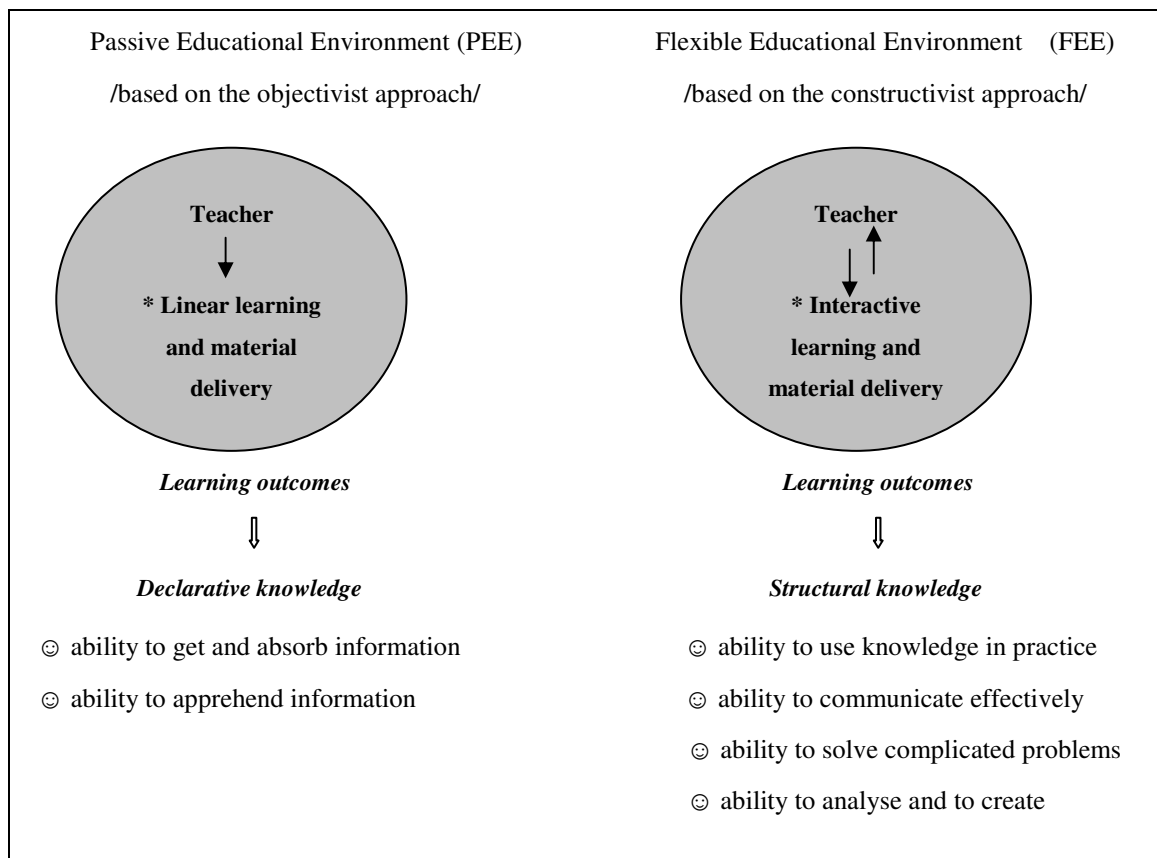 Passive Educational Environment (PEE)
/based on the objectivist approach/
Teacher
* Linear learning
and material
delivery
Learning outcomes
Declarative knowledge
☺ ability to get and absorb information
☺ ability to apprehend information
Flexible Educational Environment (FEE)
/based on the constructivist approach/
Teacher
* Interactive
learning and
material delivery
Learning outcomes
Structural knowledge
☺ ability to use knowledge in practice
☺ ability to communicate effectively
☺ ability to solve complicated problems
☺ ability to analyse and to create